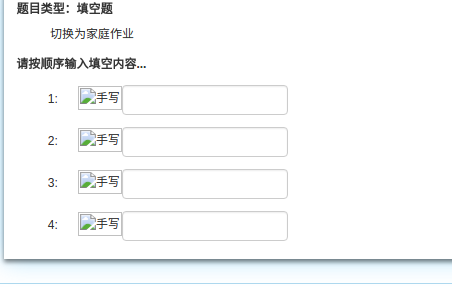 题目类型：填空题
切换为家庭作业
请按顺序输入填空内容...
1: 手写
2: 手写
3: 手写
4: 手写